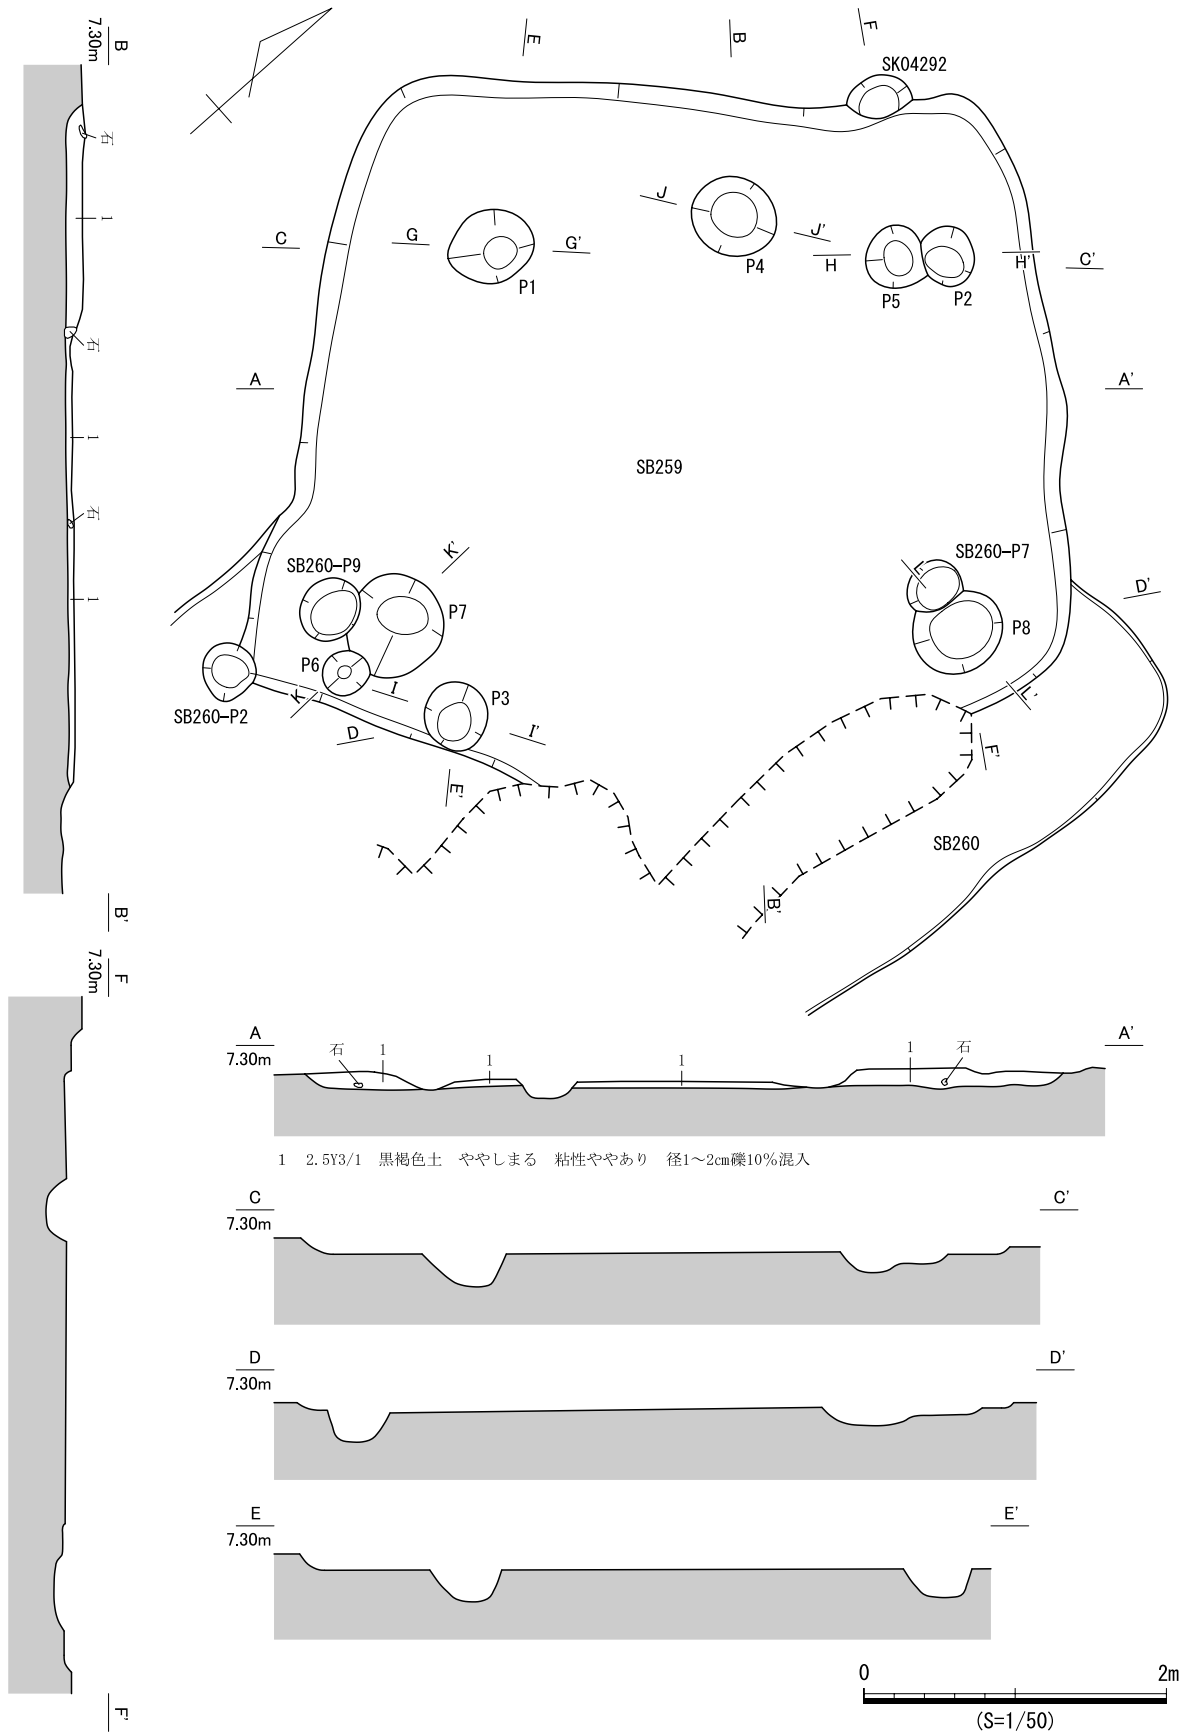 B
7.30m
石
1
石
1
石
1
B'
F
7.30m
F'
E
B
F
SK04292
J
C
G
G'
J'
H
H'
C'
P1
P4
P5
P2
A
A'
SB259
K'
SB260-P9
P7
SB260-P7
L
D'
P8
P6
SB260-P2
K
I
P3
L'
D
I'
F'
E'
SB260
B'
A
A'
7.30m
石
1
1
1
1
石
1 2.5Y3/1 黒褐色土 ややしまる 粘性ややあり 径1～2㎝礫10％混入
C
C'
7.30m
D
D'
7.30m
E
E'
7.30m
0
2m
(S=1/50)